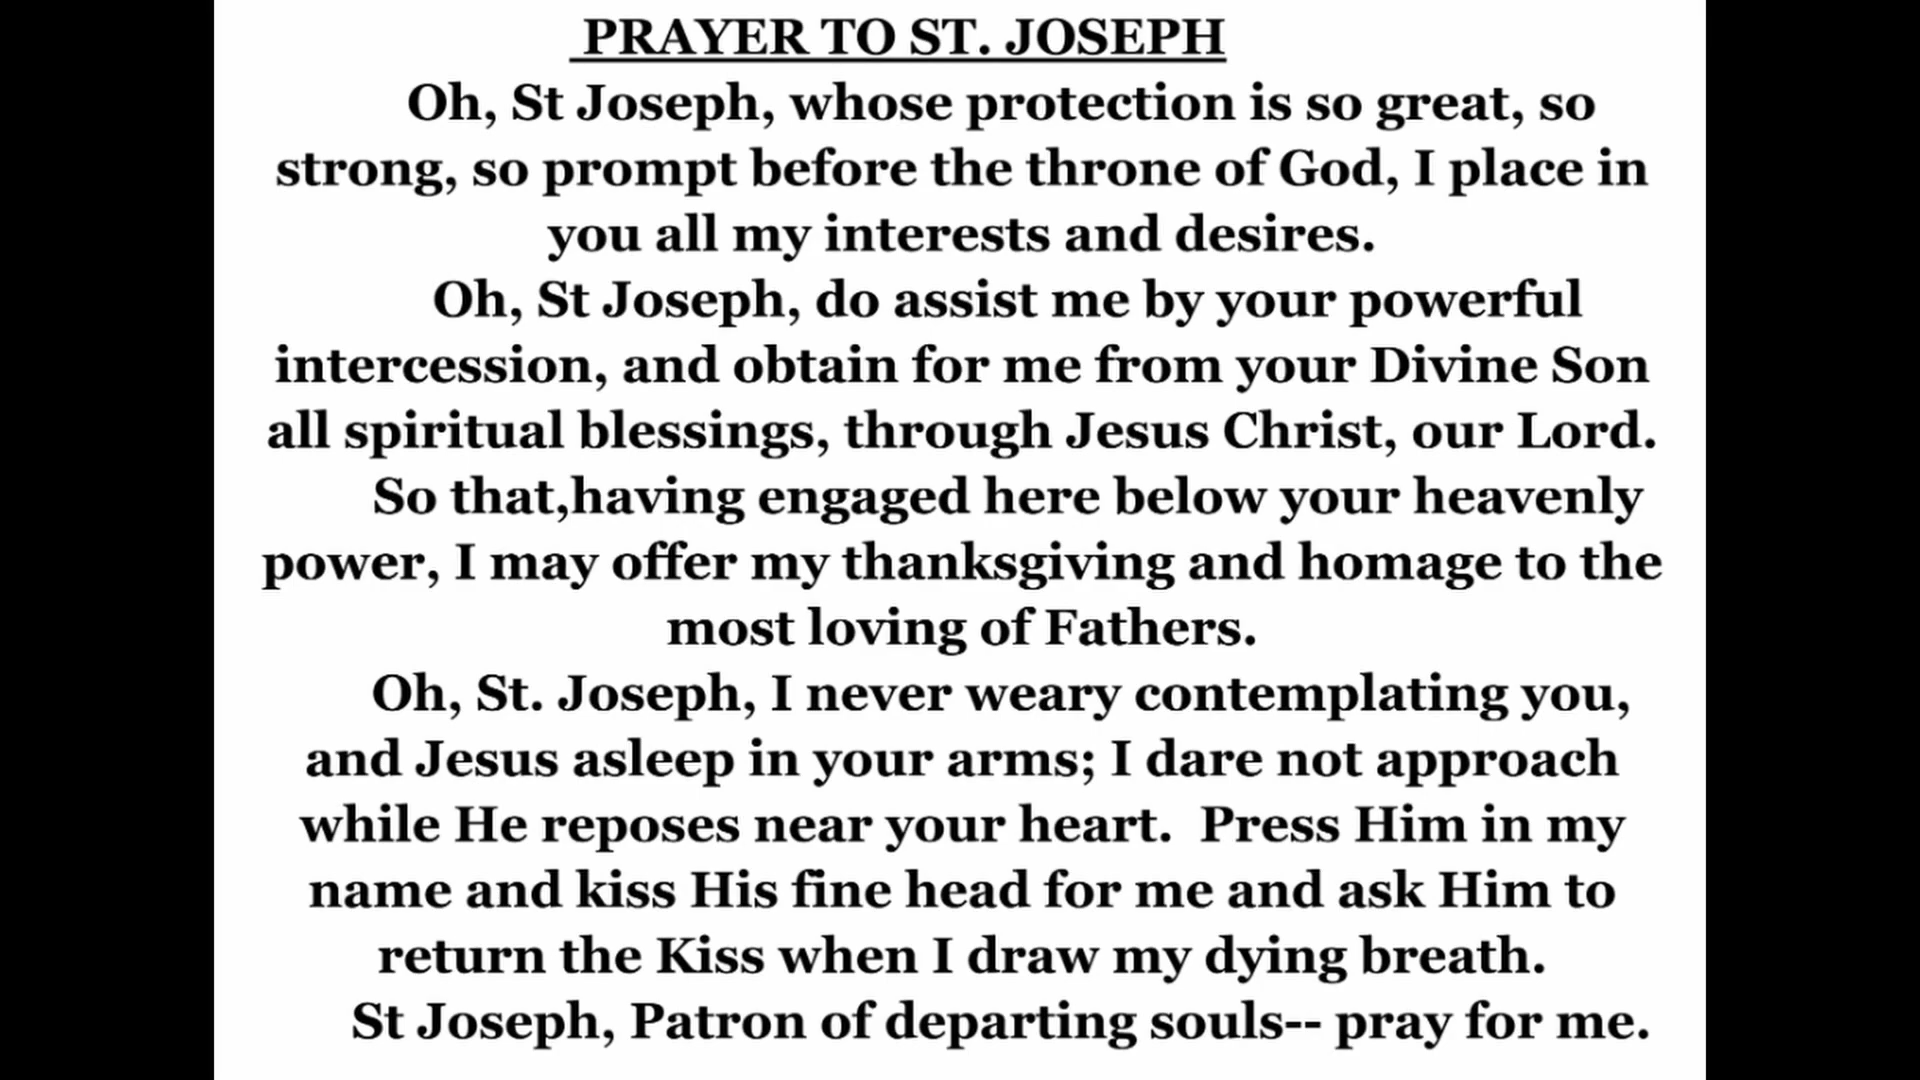 PRAYER TO ST. JOSEPH
Oh, St Joseph, whose protection is so great, so
strong, so prompt before the throne of God, I place in
you all my interests and desires.
Oh, St Joseph, do assist me by your powerful
intercession, and obtain for me from your Divine Son
all spiritual blessings, through Jesus Christ, our Lord.
So that,having engaged here below your heavenly
power, I may offer my thanksgiving and homage to the
most loving of Fathers.
Oh, St. Joseph, I never weary contemplating you,
and Jesus asleep in your arms; I dare not approach
while He reposes near your heart.  Press Him in my
name and kiss His fine head for me and ask Him to
return the Kiss when I draw my dying breath.
St Joseph, Patron of departing souls-- pray for me.